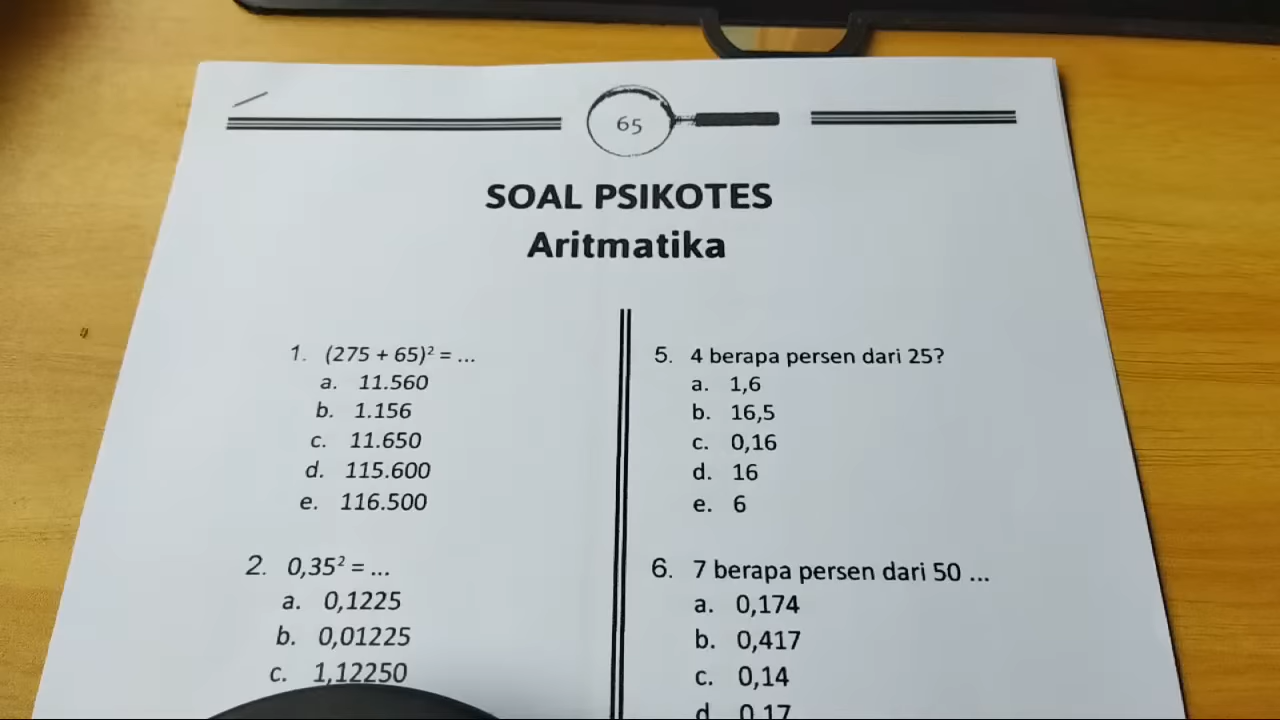 65
SOAL PSIKOTES
Aritmatika
1. (275 + 65)² = ...
a. 11.560
b. 1.156
c. 11.650
d. 115.600
e. 116.500
2. 0,35² = ...
a. 0,1225
b. 0,01225
c. 1,12250
5. 4 berapa persen dari 25?
a. 1,6
b. 16,5
c. 0,16
d. 16
e. 6
6. 7 berapa persen dari 50 ...
a. 0,174
b. 0,417
c. 0,14
d 0,17